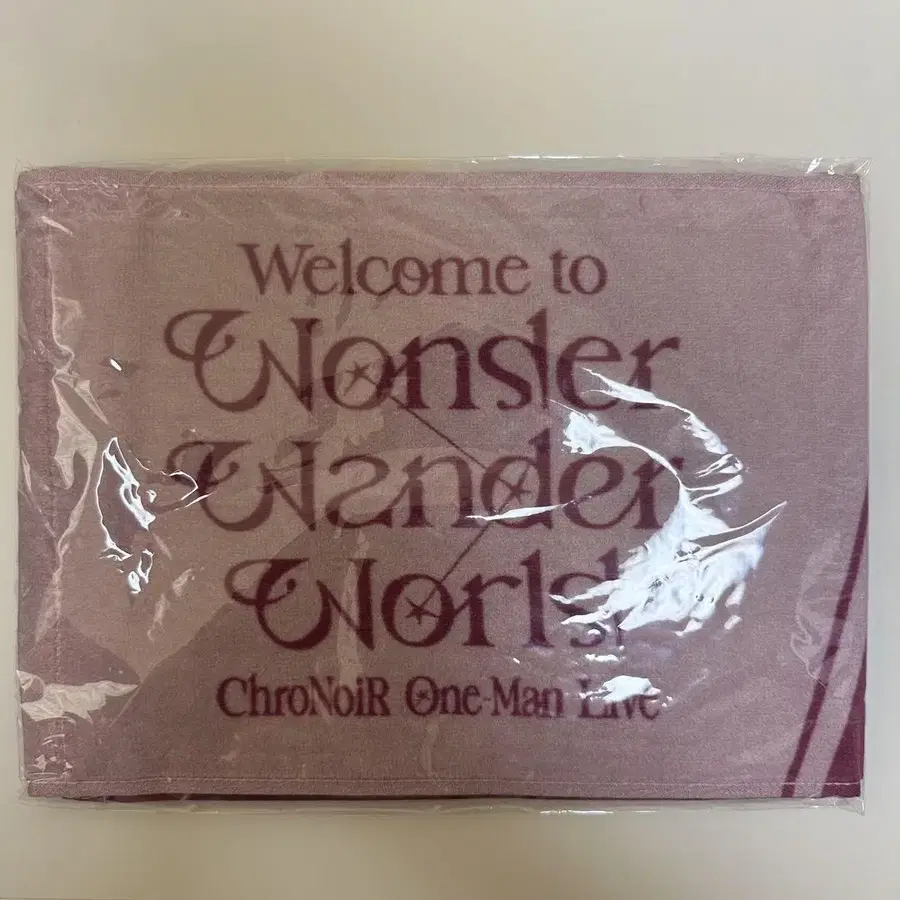 Welcome to
Wonder
Wander
World
ChroNoiR One-Man Live